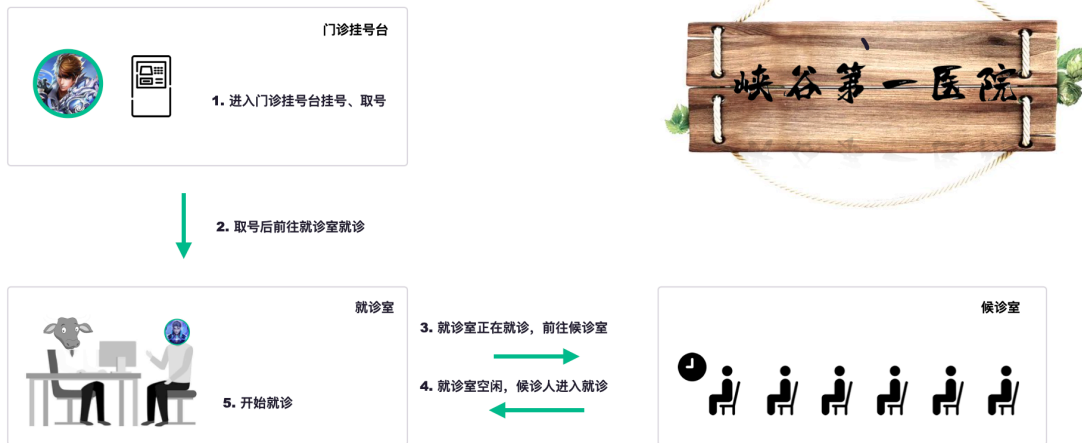 门诊挂号台
峡谷第一医院
1. 进入门诊挂号台挂号、取号
2. 取号后前往就诊室就诊
就诊室
候诊室
3. 就诊室正在就诊，前往候诊室
4. 就诊室空闲，候诊人进入就诊
5. 开始就诊